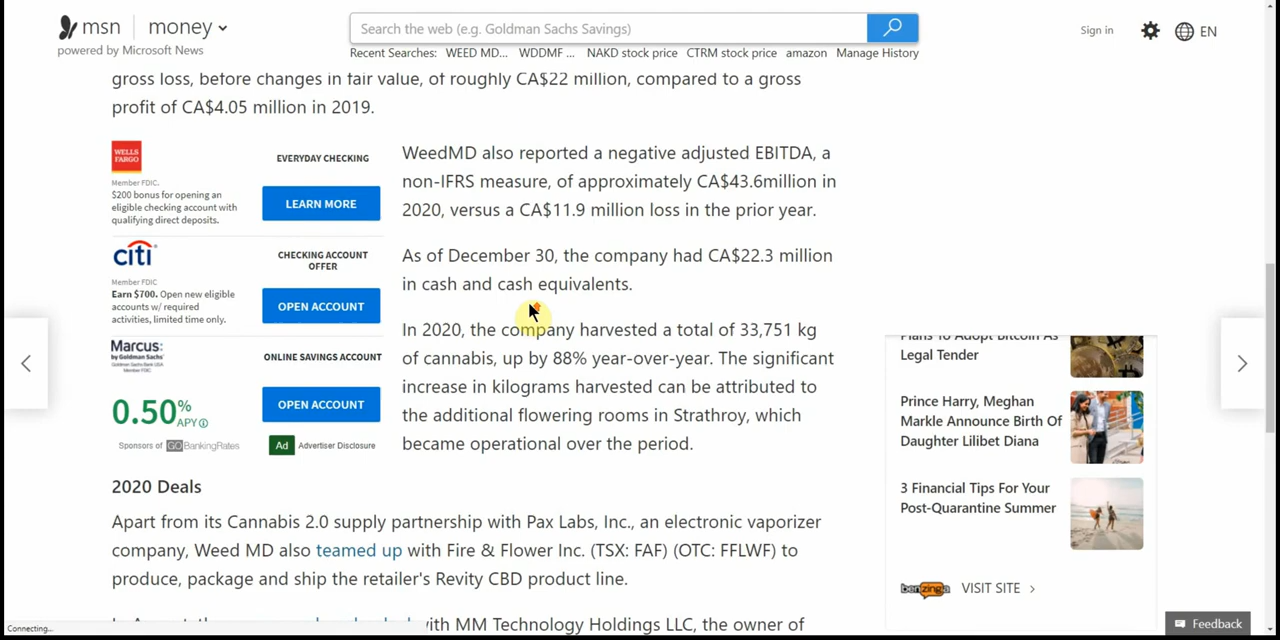 msn
money
powered by Microsoft News
Search the web (e.g. Goldman Sachs Savings)
Sign in
EN
Recent Searches: WEED MD... WDDMF ... NAKD stock price CTRM stock price amazon Manage History
gross loss, before changes in fair value, of roughly CA$22 million, compared to a gross
profit of CA$4.05 million in 2019.
WELLS
FARGO
EVERYDAY CHECKING
Member FDIC.
$200 bonus for opening an
eligible checking account with
qualifying direct deposits.
LEARN MORE
citi
CHECKING ACCOUNT
OFFER
Member FDIC
Earn $700. Open new eligible
accounts w/ required
activities, limited time only.
OPEN ACCOUNT
Marcus:
by Goldman Sachs
Goldman Sachs Bank USA
Member FDIC
ONLINE SAVINGS ACCOUNT
0.50% APY
OPEN ACCOUNT
Sponsors of GOBankingRates
Ad Advertiser Disclosure
WeedMD also reported a negative adjusted EBITDA, a
non-IFRS measure, of approximately CA$43.6million in
2020, versus a CA$11.9 million loss in the prior year.
As of December 30, the company had CA$22.3 million
in cash and cash equivalents.
In 2020, the company harvested a total of 33,751 kg
of cannabis, up by 88% year-over-year. The significant
increase in kilograms harvested can be attributed to
the additional flowering rooms in Strathroy, which
became operational over the period.
2020 Deals
Apart from its Cannabis 2.0 supply partnership with Pax Labs, Inc., an electronic vaporizer
company, Weed MD also teamed up with Fire & Flower Inc. (TSX: FAF) (OTC: FFLWF) to
produce, package and ship the retailer's Revity CBD product line.
with MM Technology Holdings LLC, the owner of
Plans To Adopt Bitcoin As
Legal Tender
Prince Harry, Meghan
Markle Announce Birth Of
Daughter Lilibet Diana
3 Financial Tips For Your
Post-Quarantine Summer
benzinga
VISIT SITE
Feedback
Connecting...